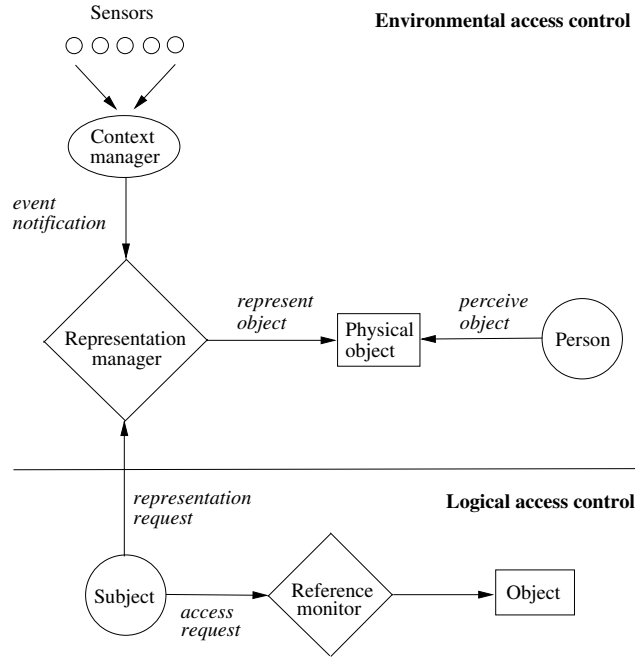 Sensors
Environmental access control
Context
manager
event
notification
represent
object
perceive
object
Representation
manager
Physical
object
Person
representation
request
Logical access control
Subject
access
request
Reference
monitor
Object